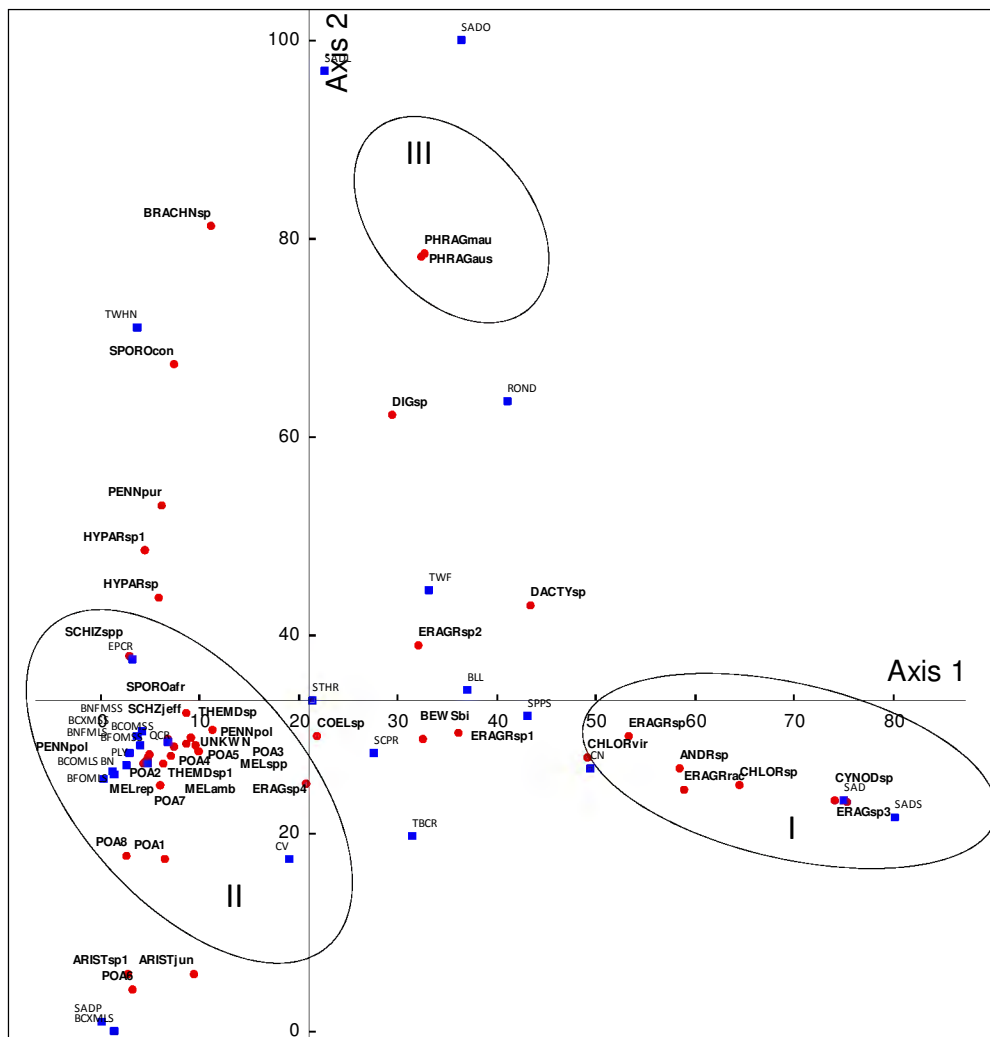 100
Axis 2
SADO
SADL
III
BRACHNsp
80
PHRAGmau
PHRAGaus
TWHN
SPOROcon
DIGsp
ROND
60
PENNpur
HYPARsp1
HYPARsp
TWF
DACTYsp
SCHIZspp
40
ERAGRsp2
EPCR
SPOROafr
STHR
BLL
Axis 1
0
10
20
30
40
50
60
70
80
BNFMSS
SCHZjeff
THEMDsp
SPPS
BCXMSS
BCOMSS
COELsp
BEWSbi
ERAGRsp
BNFMLS
BFOMSS
QCR
UNKWN
PENNpol
ERAGRsp1
PENNpol
PLY
POA4
POA5
POA3
SCPR
CHLORvir
ANDRsp
BCOMLS
BN
POA2
MELspp
CN
BFOMLS
THEMDsp1
ERAGRrac
CHLORsp
CYNODsp
MELrep
MELamb
ERAGsp4
SAD
SADS
POA7
ERAGsp3
POA8
POA1
CV
20
TBCR
I
II
ARISTsp1
ARISTjun
POA6
SADP
BCXMLS
0